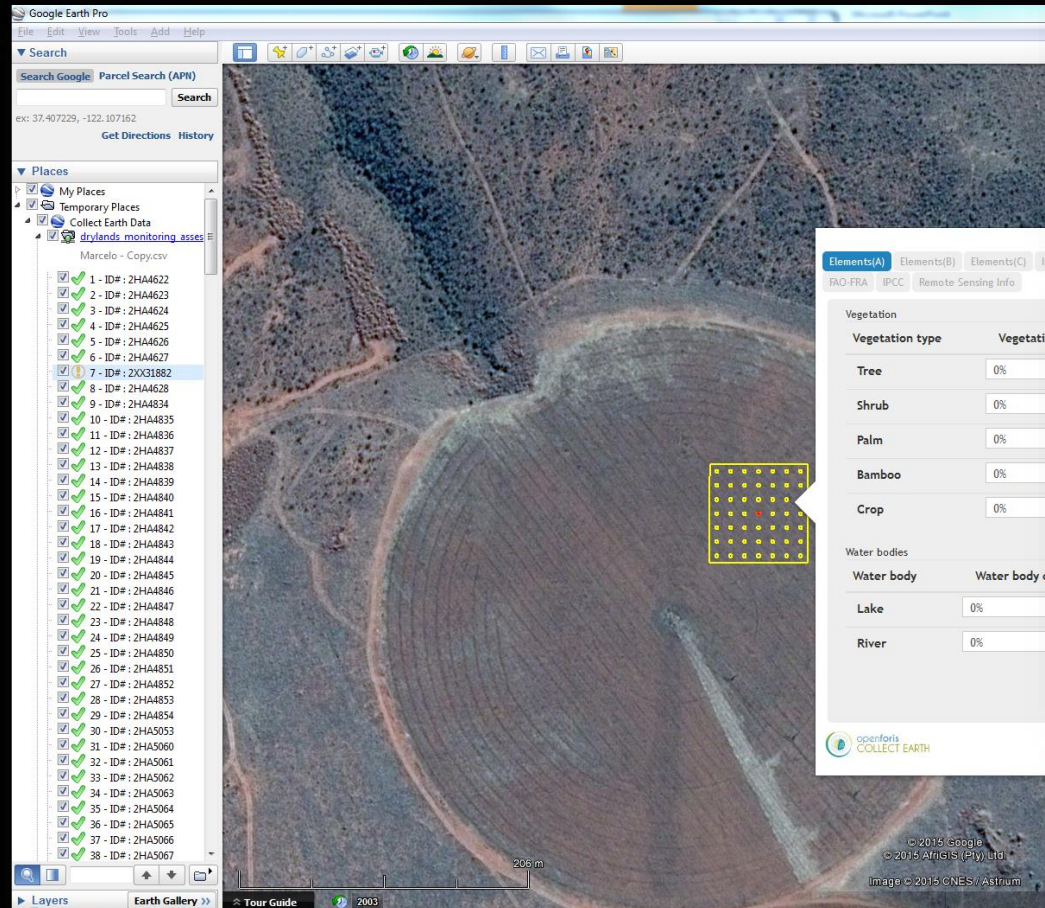 Google Earth Pro
File Edit View Tools Add Help
Search
Search Google Parcel Search (APN)
Search
ex: 37.407229, -122.107162
Get Directions History
Places
My Places
Temporary Places
Collect Earth Data
drylands_monitoring_asses
Marcelo - Copy.csv
1 - ID# : 2HA4622
2 - ID# : 2HA4623
3 - ID# : 2HA4624
4 - ID# : 2HA4625
5 - ID# : 2HA4626
6 - ID# : 2HA4627
7 - ID# : 2XX31882
8 - ID# : 2HA4628
9 - ID# : 2HA4834
10 - ID# : 2HA4835
11 - ID# : 2HA4836
12 - ID# : 2HA4837
13 - ID# : 2HA4838
14 - ID# : 2HA4839
15 - ID# : 2HA4840
16 - ID# : 2HA4841
17 - ID# : 2HA4842
18 - ID# : 2HA4843
19 - ID# : 2HA4844
20 - ID# : 2HA4845
21 - ID# : 2HA4846
22 - ID# : 2HA4847
23 - ID# : 2HA4848
24 - ID# : 2HA4849
25 - ID# : 2HA4850
26 - ID# : 2HA4851
27 - ID# : 2HA4852
28 - ID# : 2HA4853
29 - ID# : 2HA4854
30 - ID# : 2HA5053
31 - ID# : 2HA5060
32 - ID# : 2HA5061
33 - ID# : 2HA5062
34 - ID# : 2HA5063
35 - ID# : 2HA5064
36 - ID# : 2HA5065
37 - ID# : 2HA5066
38 - ID# : 2HA5067
Layers
Earth Gallery >>
Elements(A) Elements(B) Elements(C)
FAO-FRA IPCC Remote Sensing Info
Vegetation
Vegetation type Vegetati
Tree 0%
Shrub 0%
Palm 0%
Bamboo 0%
Crop 0%
Water bodies
Water body Water body
Lake 0%
River 0%
openforis
COLLECT EARTH
© 2015 Google
© 2015 AfriGIS (Pty) Ltd.
Image © 2015 CNES / Astrium
206 m
Tour Guide 2003